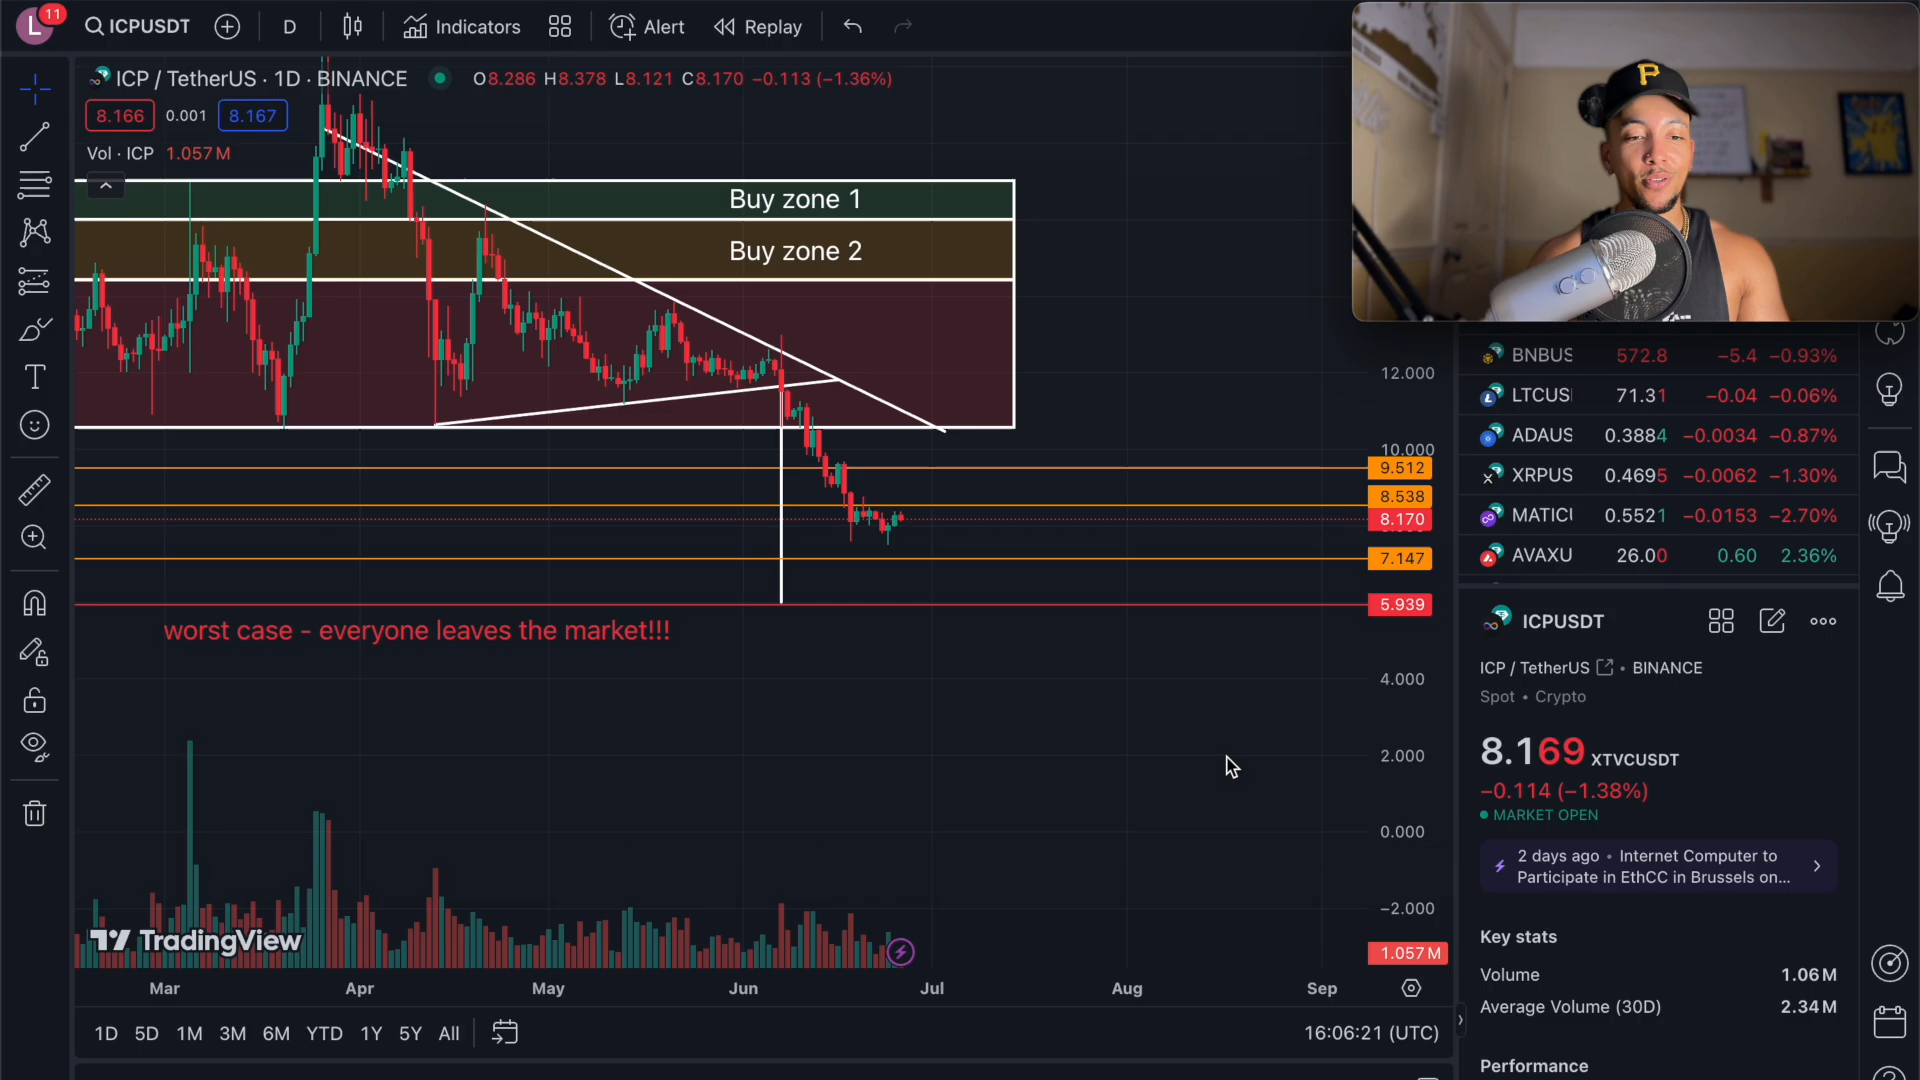 L 11 ICPUSDT D Indicators Alert Replay
ICP / TetherUS · 1D · BINANCE O8.286 H8.378 L8.121 C8.170 −0.113 (−1.36%)
8.166 0.001 8.167
Vol · ICP 1.057 M
Buy zone 1
Buy zone 2
12.000
10.000
9.512
8.538
8.170
7.147
5.939
worst case - everyone leaves the market!!!
4.000
2.000
0.000
−2.000
1.057 M
TradingView
Mar Apr May Jun Jul Aug Sep
1D 5D 1M 3M 6M YTD 1Y 5Y All 16:06:21 (UTC)
P
BNBUS 572.8 −5.4 −0.93%
LTCUS 71.31 −0.04 −0.06%
ADAUS 0.3884 −0.0034 −0.87%
XRPUS 0.4695 −0.0062 −1.30%
MATICU 0.5521 −0.0153 −2.70%
AVAXU 26.00 0.60 2.36%
ICPUSDT
ICP / TetherUS • BINANCE
Spot • Crypto
8.169 XTVCUSDT
−0.114 (−1.38%)
MARKET OPEN
2 days ago • Internet Computer to
Participate in EthCC in Brussels on...
Key stats
Volume 1.06 M
Average Volume (30D) 2.34 M
Performance